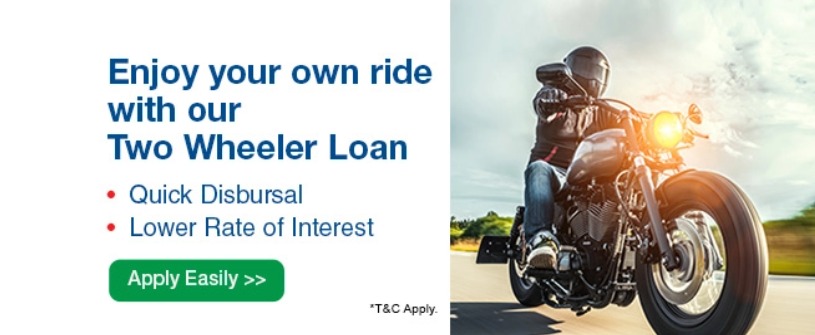 Enjoy your own ride
with our
Two Wheeler Loan
• Quick Disbursal
• Lower Rate of Interest
Apply Easily >>
*T&C Apply.